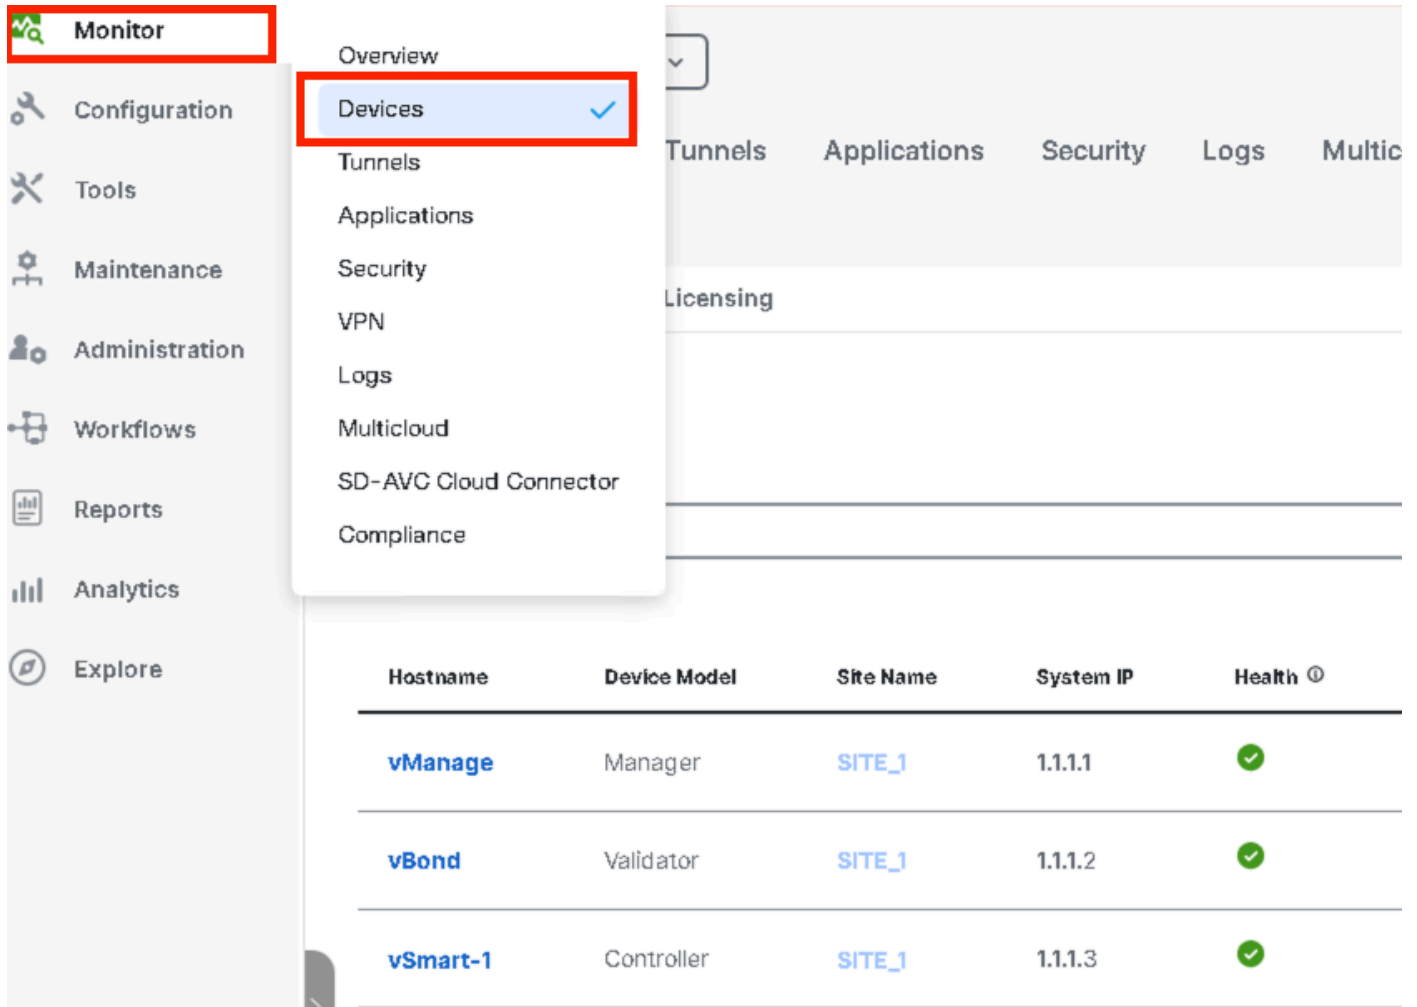 Monitor
Configuration
Tools
Maintenance
Administration
Workflows
Reports
Analytics
Explore
Overview
Devices
Tunnels
Applications
Security
VPN
Logs
Multicloud
SD-AVC Cloud Connector
Compliance
Tunnels Applications Security Logs Multic
Licensing
Hostname Device Model Site Name System IP Health
vManage Manager SITE_1 1.1.1.1
vBond Validator SITE_1 1.1.1.2
vSmart-1 Controller SITE_1 1.1.1.3